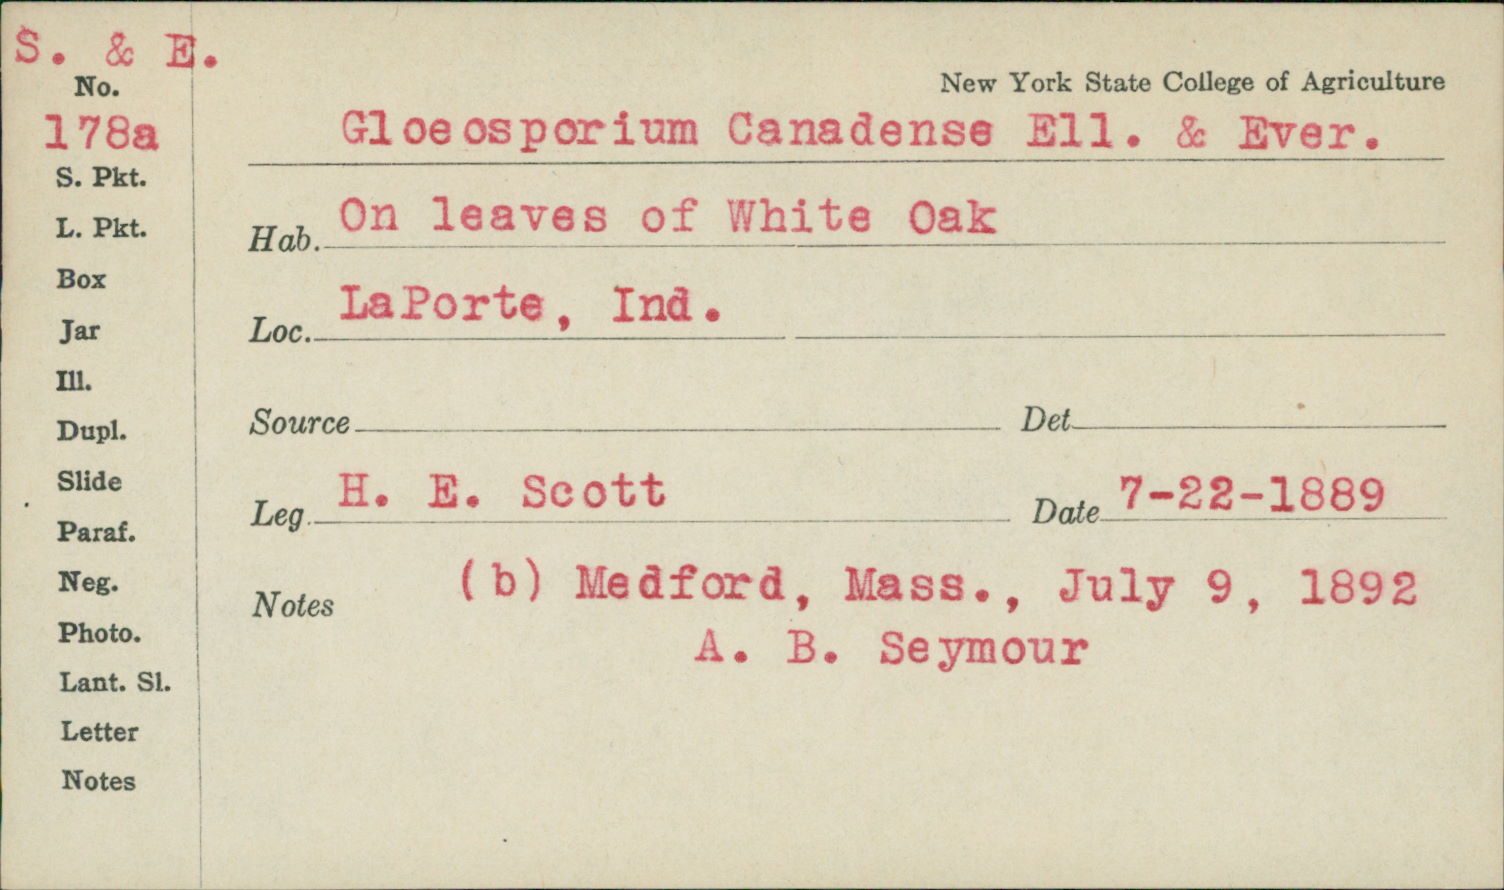 S. & E.
New York State College of Agriculture
No.
178a
Gloeosporium Canadense Ell. & Ever.
S. Pkt.
L. Pkt.
Hab. On leaves of White Oak
Box
Loc. LaPorte, Ind.
Jar
Ill.
Source
Det
Dupl.
Slide
Leg. H. E. Scott
Date 7-22-1889
Paraf.
Neg.
Notes (b) Medford, Mass., July 9, 1892
A. B. Seymour
Photo.
Lant. Sl.
Letter
Notes